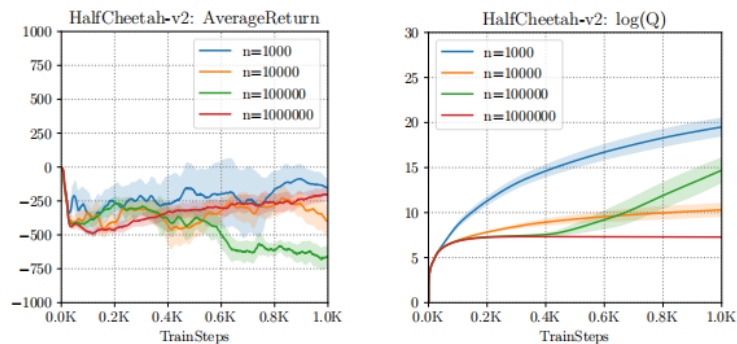 HalfCheetah-v2: AverageReturn
1000
750
500
250
0
−250
−500
−750
−1000
n=1000
n=10000
n=100000
n=1000000
0.0K 0.2K 0.4K 0.6K 0.8K 1.0K
TrainSteps
HalfCheetah-v2: log(Q)
30
25
20
15
10
5
0
n=1000
n=10000
n=100000
n=1000000
0.0K 0.2K 0.4K 0.6K 0.8K 1.0K
TrainSteps